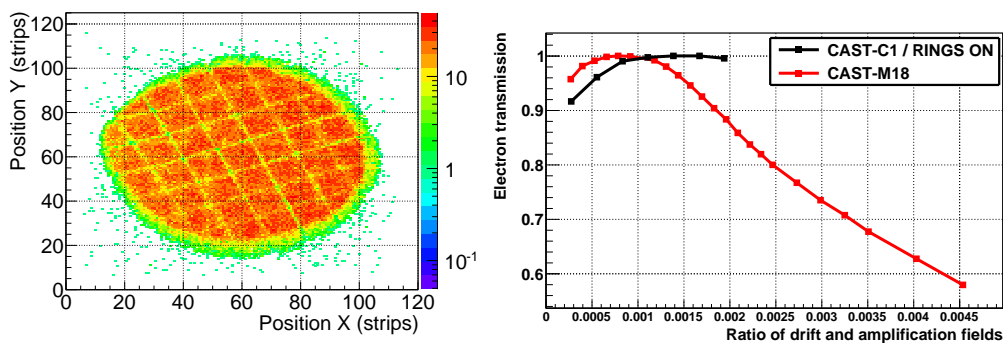 Position Y (strips)
120
100
80
60
40
20
0
0 20 40 60 80 100 120
Position X (strips)
10
1
10-1
Electron transmission
1
0.9
0.8
0.7
0.6
CAST-C1 / RINGS ON
CAST-M18
0 0.0005 0.001 0.0015 0.002 0.0025 0.003 0.0035 0.004 0.0045
Ratio of drift and amplification fields